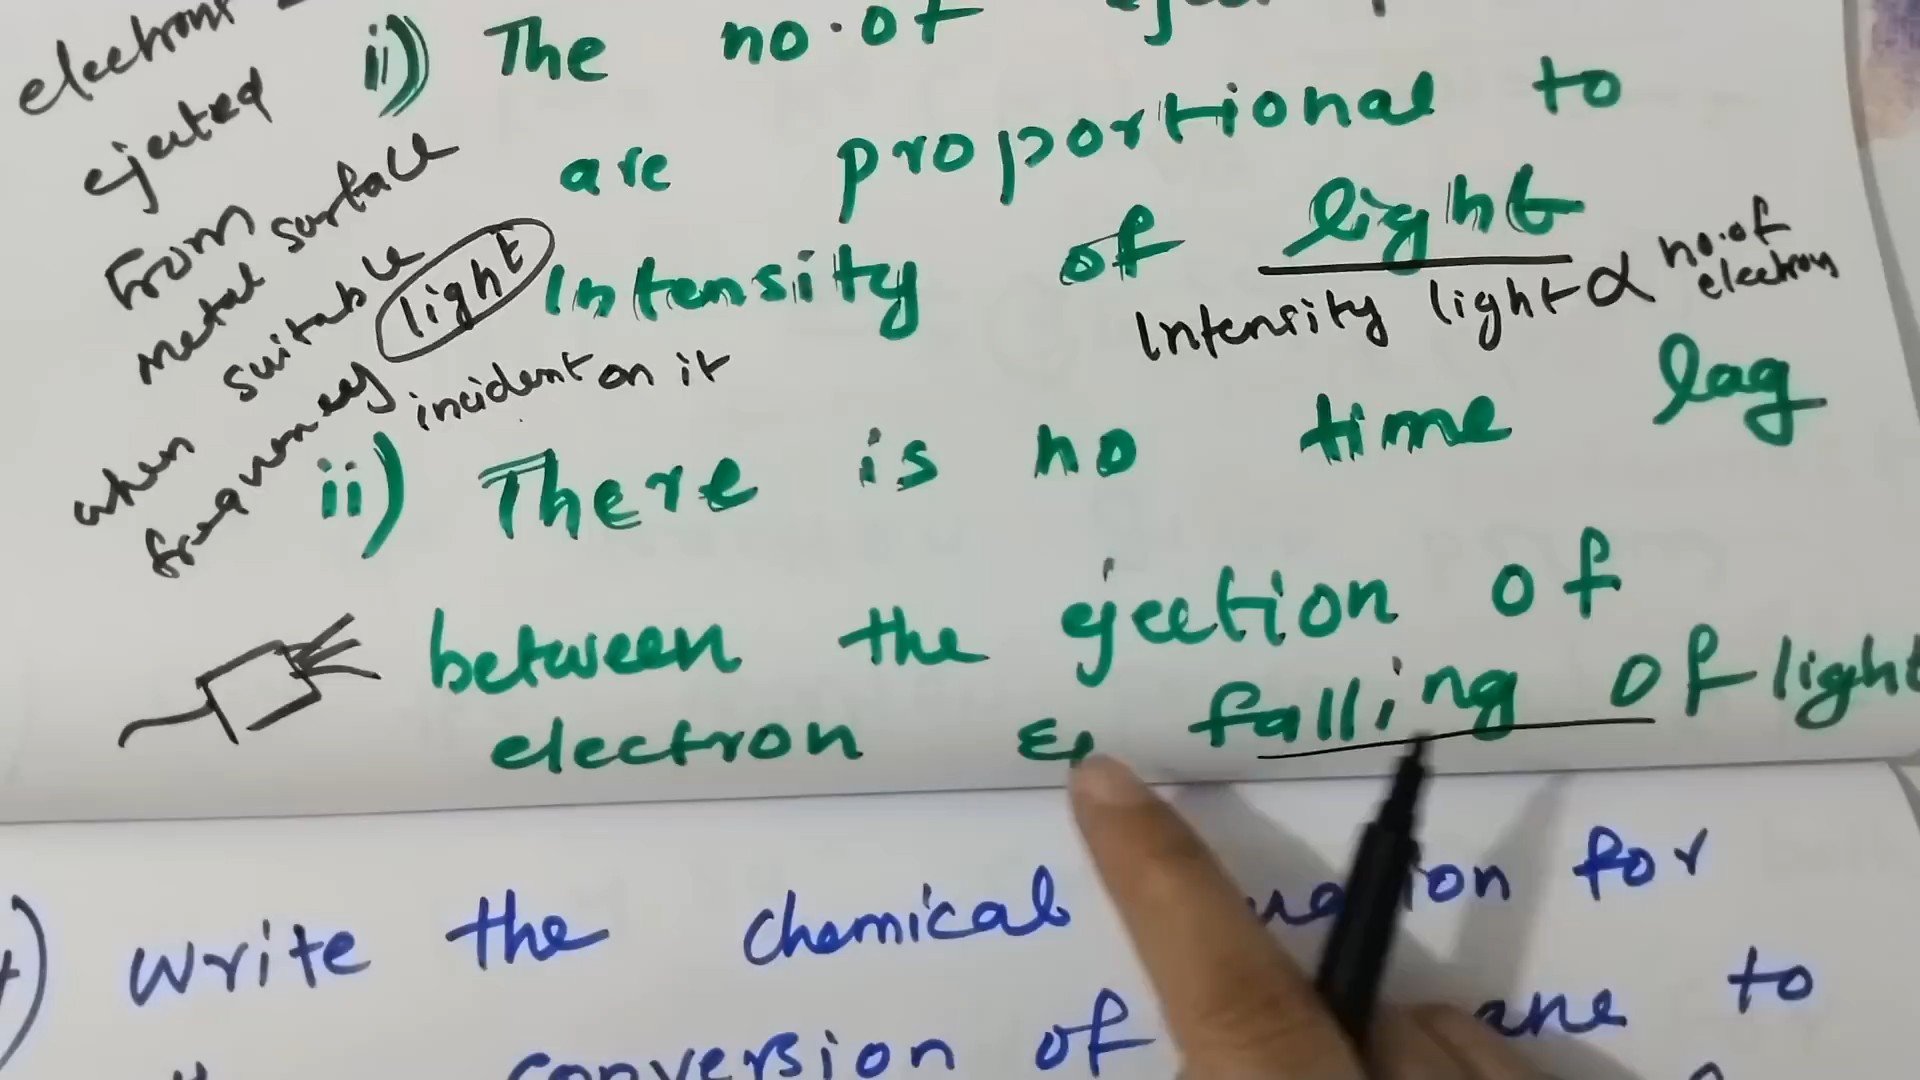 electron
ejected
From
metal surface
when suitable
frequency light
incident on it
ii) The no. of
are proportional to
Intensity of light
Intensity light ∝ no. of
electron
ii) There is no time lag
between the ejection of
electron & falling of light
write the chemical for
conversion of ane to